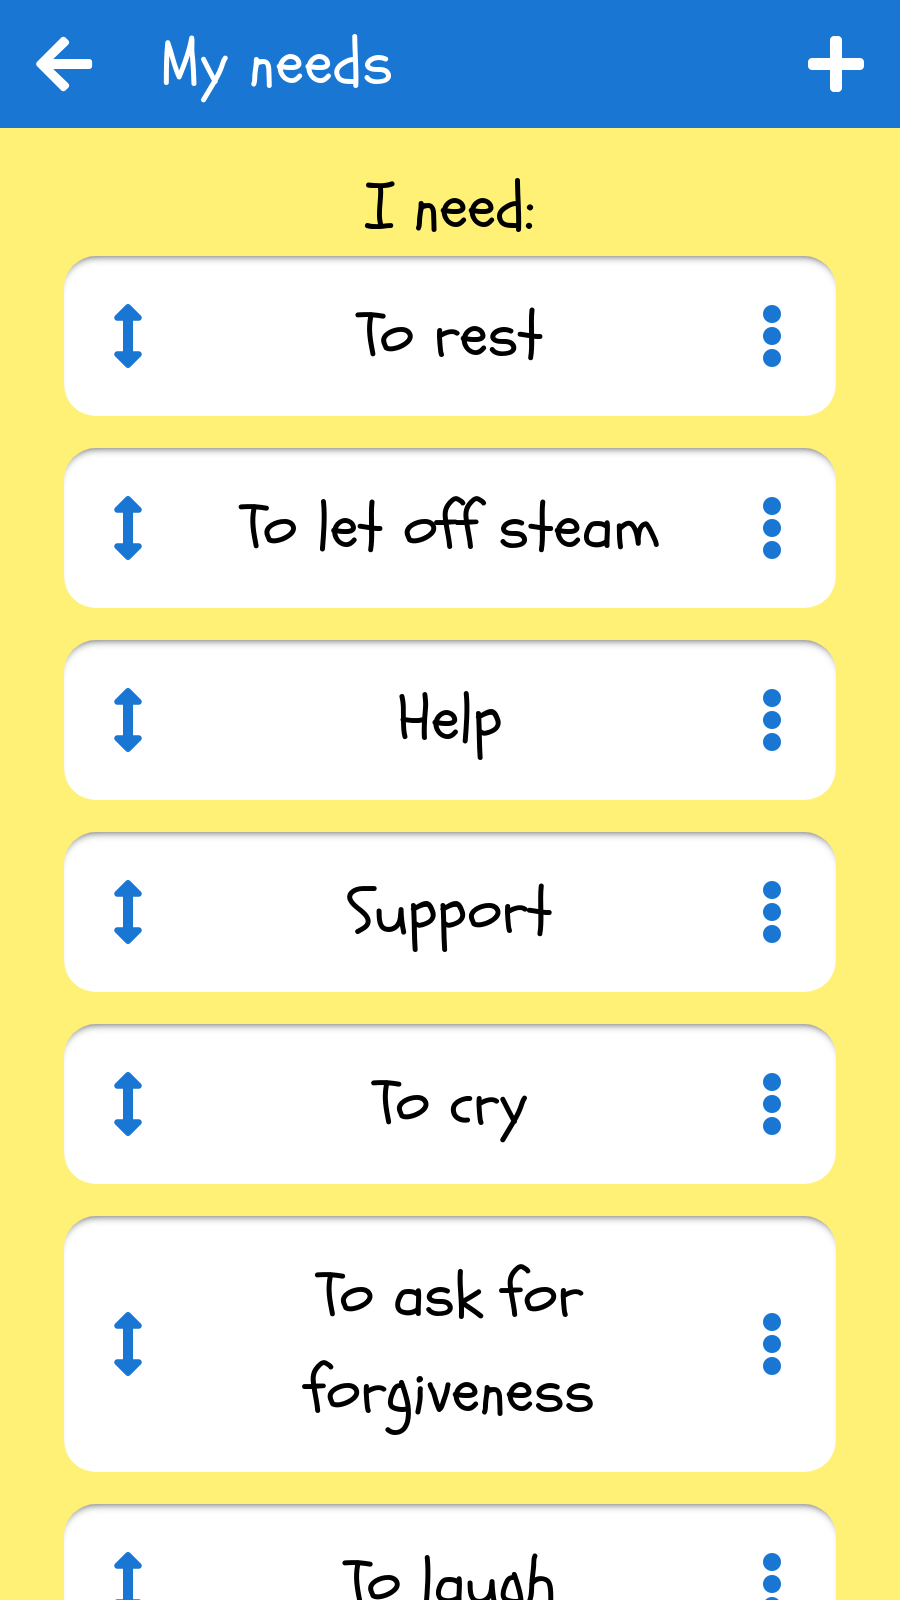 My needs
I need:
To rest
To let off steam
Help
Support
To cry
To ask for
forgiveness
To laugh